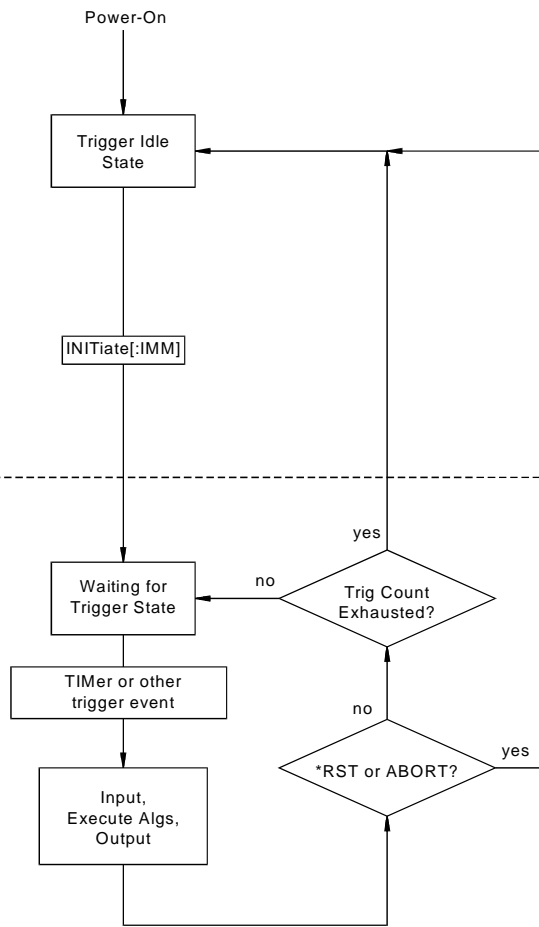 Power-On
Trigger Idle
State
INITiate[:IMM]
yes
Waiting for
Trigger State
no
Trig Count
Exhausted?
TIMer or other
trigger event
no
*RST or ABORT?
yes
Input,
Execute Algs,
Output